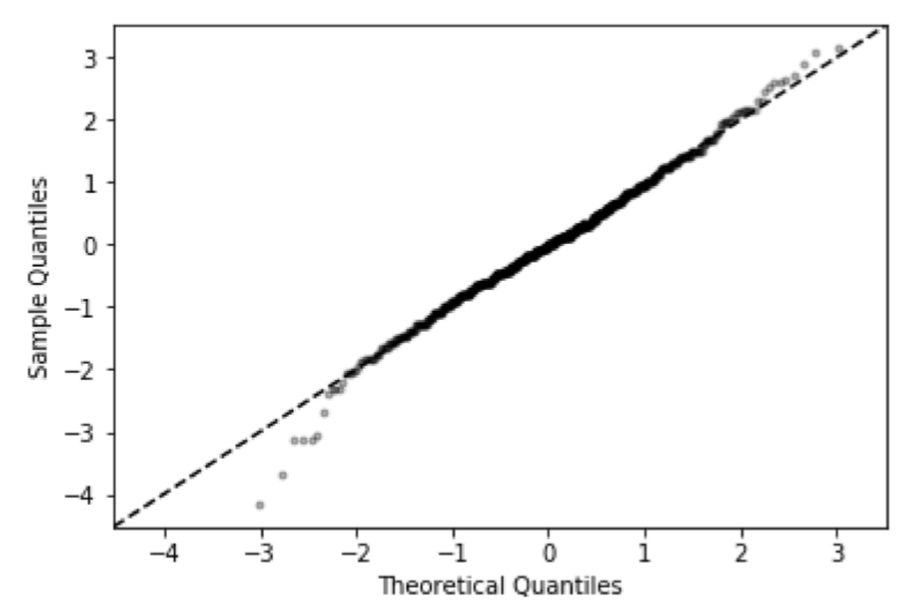 3
2
1
0
−1
−2
−3
−4
Sample Quantiles
−4 −3 −2 −1 0 1 2 3
Theoretical Quantiles